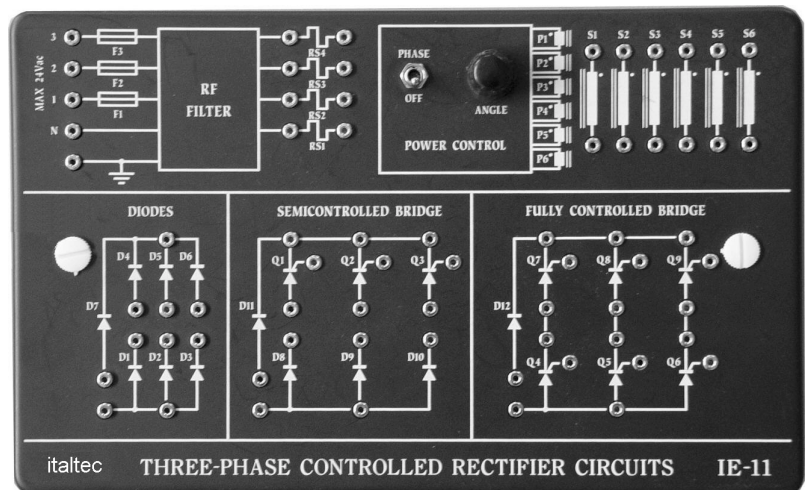 MAX 24Vac
3
F3
2
F2
1
F1
N
RF
FILTER
RS4
RS3
RS2
RS1
PHASE
OFF
ANGLE
POWER CONTROL
P1
P2
P3
P4
P5
P6
S1 S2 S3 S4 S5 S6
DIODES
D4 D5 D6
D7
D1 D2 D3
SEMICONTROLLED BRIDGE
Q1 Q2 Q3
D11
D8 D9 D10
FULLY CONTROLLED BRIDGE
Q7 Q8 Q9
D12
Q4 Q5 Q6
italtec THREE-PHASE CONTROLLED RECTIFIER CIRCUITS IE-11